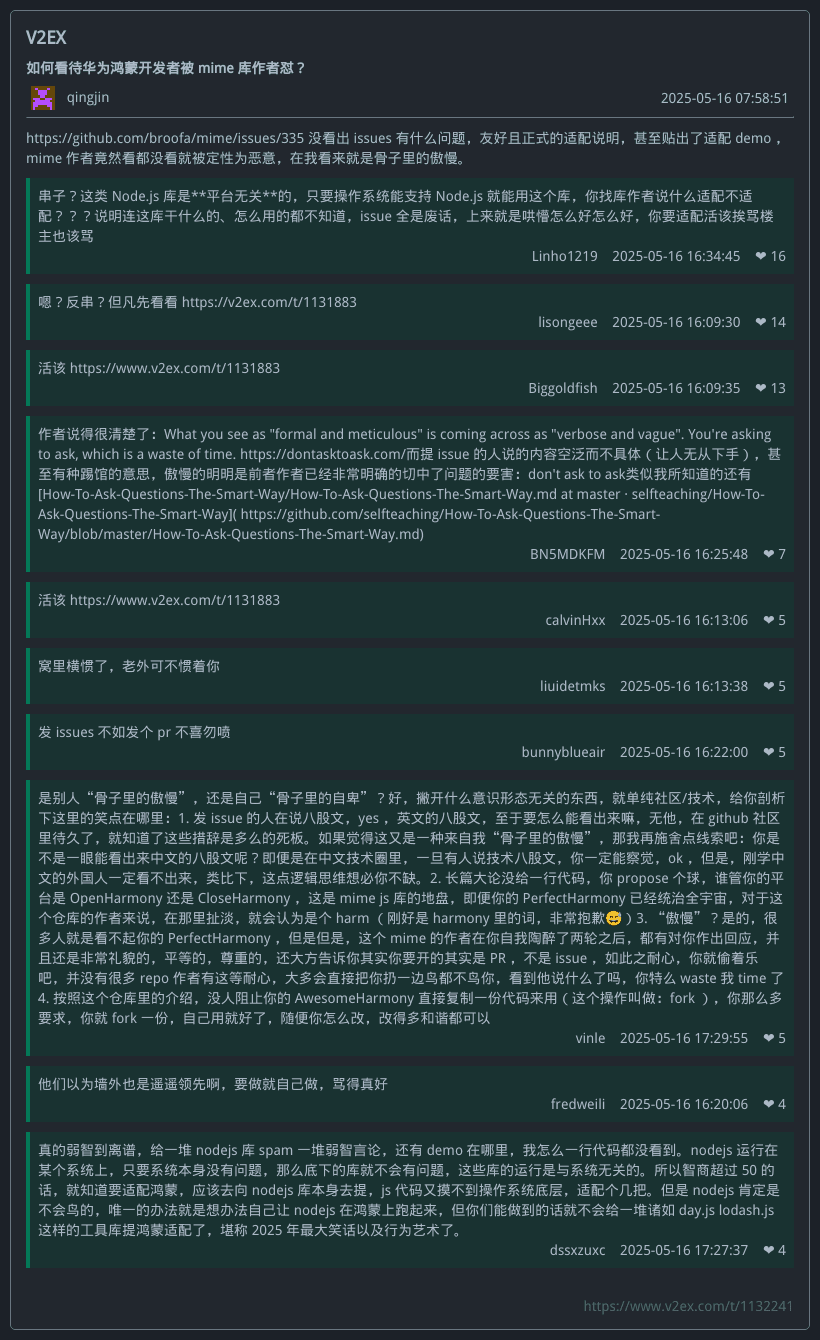 V2EX
如何看待华为鸿蒙开发者被 mime 库作者怼？
qingjin 2025-05-16 07:58:51
https://github.com/broofa/mime/issues/335 没看出 issues 有什么问题，友好且正式的适配说明，甚至贴出了适配 demo ，
mime 作者竟然看都没看就被定性为恶意，在我看来就是骨子里的傲慢。
串子？这类 Node.js 库是**平台无关**的，只要操作系统能支持 Node.js 就能用这个库，你找库作者说什么适配不适
配？？？说明连这库干什么的、怎么用的都不知道，issue 全是废话，上来就是哄懵怎么好怎么好，你要适配活该挨骂楼
主也该骂
Linho1219 2025-05-16 16:34:45 ❤ 16
嗯？反串？但凡先看看 https://v2ex.com/t/1131883
lisongeee 2025-05-16 16:09:30 ❤ 14
活该 https://www.v2ex.com/t/1131883
Biggoldfish 2025-05-16 16:09:35 ❤ 13
作者说得很清楚了：What you see as "formal and meticulous" is coming across as "verbose and vague". You're asking
to ask, which is a waste of time. https://dontasktoask.com/而提 issue 的人说的内容空泛而不具体（让人无从下手），甚
至有种踢馆的意思，傲慢的明明是前者作者已经非常明确的切中了问题的要害：don't ask to ask类似我所知道的还有
[How-To-Ask-Questions-The-Smart-Way/How-To-Ask-Questions-The-Smart-Way.md at master · selfteaching/How-To-
Ask-Questions-The-Smart-Way]( https://github.com/selfteaching/How-To-Ask-Questions-The-Smart-
Way/blob/master/How-To-Ask-Questions-The-Smart-Way.md)
BN5MDKFM 2025-05-16 16:25:48 ❤ 7
活该 https://www.v2ex.com/t/1131883
calvinHxx 2025-05-16 16:13:06 ❤ 5
窝里横惯了，老外可不惯着你
liuidetmks 2025-05-16 16:13:38 ❤ 5
发 issues 不如发个 pr 不喜勿喷
bunnyblueair 2025-05-16 16:22:00 ❤ 5
是别人“骨子里的傲慢”，还是自己“骨子里的自卑”？好，撇开什么意识形态无关的东西，就单纯社区/技术，给你剖析
下这里的笑点在哪里：1. 发 issue 的人在说八股文，yes ，英文的八股文，至于要怎么能看出来嘛，无他，在 github 社区
里待久了，就知道了这些措辞是多么的死板。如果觉得这又是一种来自我“骨子里的傲慢”，那我再施舍点线索吧：你是
不是一眼能看出来中文的八股文呢？即便是在中文技术圈里，一旦有人说技术八股文，你一定能察觉，ok ，但是，刚学中
文的外国人一定看不出来，类比下，这点逻辑思维想必你不缺。2. 长篇大论没给一行代码，你 propose 个球，谁管你的平
台是 OpenHarmony 还是 CloseHarmony ，这是 mime js 库的地盘，即便你的 PerfectHarmony 已经统治全宇宙，对于这
个仓库的作者来说，在那里扯淡，就会认为是个 harm （刚好是 harmony 里的词，非常抱歉😅）3. “傲慢”？是的，很
多人就是看不起你的 PerfectHarmony ，但是但是，这个 mime 的作者在你自我陶醉了两轮之后，都有对你作出回应，并
且还是非常礼貌的，平等的，尊重的，还大方告诉你其实你要开的其实是 PR ，不是 issue ，如此之耐心，你就偷着乐
吧，并没有很多 repo 作者有这等耐心，大多会直接把你扔一边鸟都不鸟你，看到他说什么了吗，你特么 waste 我 time 了
4. 按照这个仓库里的介绍，没人阻止你的 AwesomeHarmony 直接复制一份代码来用（这个操作叫做：fork ），你那么多
要求，你就 fork 一份，自己用就好了，随便你怎么改，改得多和谐都可以
vinle 2025-05-16 17:29:55 ❤ 5
他们以为墙外也是遥遥领先啊，要做就自己做，骂得真好
fredweili 2025-05-16 16:20:06 ❤ 4
真的弱智到离谱，给一堆 nodejs 库 spam 一堆弱智言论，还有 demo 在哪里，我怎么一行代码都没看到。nodejs 运行在
某个系统上，只要系统本身没有问题，那么底下的库就不会有问题，这些库的运行是与系统无关的。所以智商超过 50 的
话，就知道要适配鸿蒙，应该去向 nodejs 库本身去提，js 代码又摸不到操作系统底层，适配个几把。但是 nodejs 肯定是
不会鸟的，唯一的办法就是想办法自己让 nodejs 在鸿蒙上跑起来，但你们能做到的话就不会给一堆诸如 day.js lodash.js
这样的工具库提鸿蒙适配了，堪称 2025 年最大笑话以及行为艺术了。
dssxzuxc 2025-05-16 17:27:37 ❤ 4
https://www.v2ex.com/t/1132241